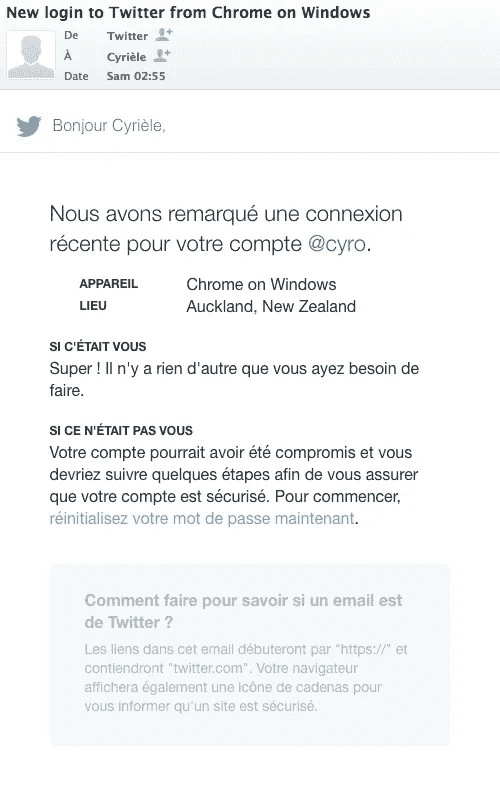 New login to Twitter from Chrome on Windows
De Twitter
À Cyrièle
Date Sam 02:55
Bonjour Cyrièle,
Nous avons remarqué une connexion
récente pour votre compte @cyro.
APPAREIL Chrome on Windows
LIEU Auckland, New Zealand
SI C'ÉTAIT VOUS
Super ! Il n'y a rien d'autre que vous ayez besoin de
faire.
SI CE N'ÉTAIT PAS VOUS
Votre compte pourrait avoir été compromis et vous
devriez suivre quelques étapes afin de vous assurer
que votre compte est sécurisé. Pour commencer,
réinitialisez votre mot de passe maintenant.
Comment faire pour savoir si un email est
de Twitter ?
Les liens dans cet email débuteront par "https://" et
contiendront "twitter.com". Votre navigateur
affichera également une icône de cadenas pour
vous informer qu'un site est sécurisé.